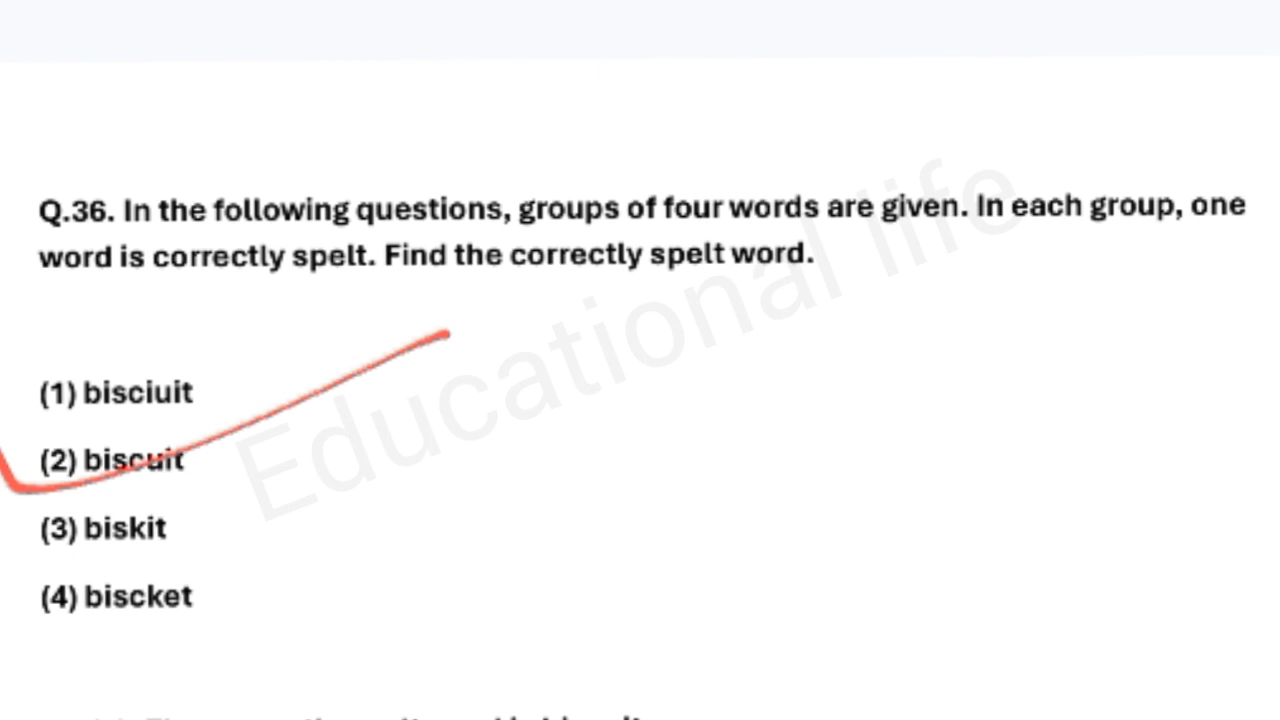 Q.36. In the following questions, groups of four words are given. In each group, one
word is correctly spelt. Find the correctly spelt word.
Educational life
(1) bisciuit
(2) biscuit
(3) biskit
(4) biscket